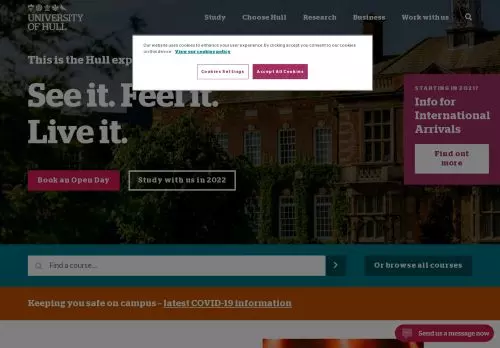 UNIVERSITY
OF HULL
Study
Choose Hull
Research
Business
Work with us
This is the Hull exp
Our website uses cookies to enhance your user experience. By clicking accept you consent to our cookies
on this device. View our cookies policy
Cookies Settings
Accept All Cookies
See it. Feel it.
Live it.
STARTING IN 2021?
Info for
International
Arrivals
Find out
more
Book an Open Day
Study with us in 2022
Find a course...
Or browse all courses
Keeping you safe on campus – latest COVID-19 information
Send us a message now